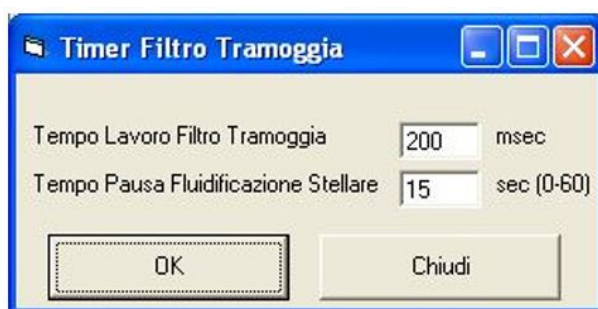 Timer Filtro Tramoggia
Tempo Lavoro Filtro Tramoggia 200 msec
Tempo Pausa Fluidificazione Stellare 15 sec (0-60)
OK Chiudi